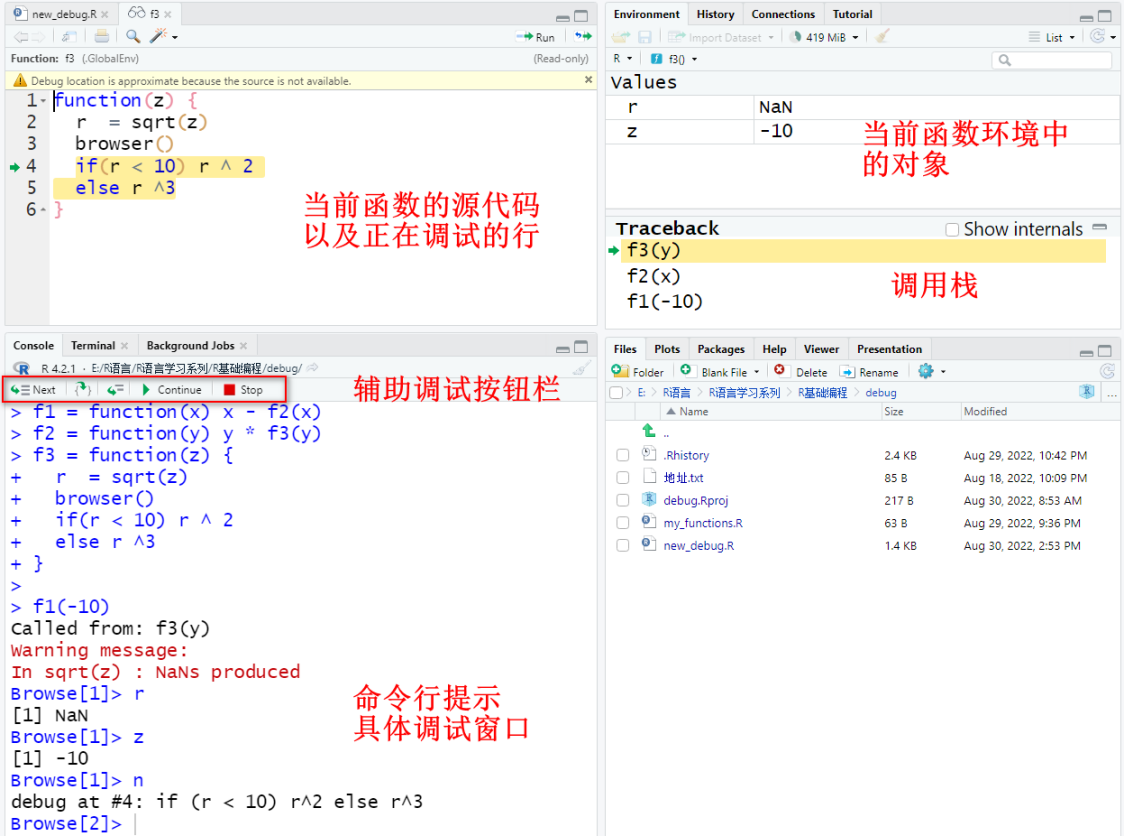 new_debug.R
f3
Run
Function: f3 (.GlobalEnv)
(Read-only)
Debug location is approximate because the source is not available.
1 function(z) {
2 r = sqrt(z)
3 browser()
4 if(r < 10) r ^ 2
5 else r ^3
6 }
当前函数的源代码
以及正在调试的行
Environment History Connections Tutorial
Import Dataset 419 MiB List
R f3()
Values
r NaN
z -10
当前函数环境中
的对象
Traceback Show internals
f3(y)
f2(x)
f1(-10)
调用栈
Console Terminal Background Jobs
R 4.2.1 · E:/R语言/R语言学习系列/R基础编程/debug/
Next Continue Stop
辅助调试按钮栏
> f1 = function(x) x - f2(x)
> f2 = function(y) y * f3(y)
> f3 = function(z) {
+ r = sqrt(z)
+ browser()
+ if(r < 10) r ^ 2
+ else r ^3
+ }
>
> f1(-10)
Called from: f3(y)
Warning message:
In sqrt(z) : NaNs produced
Browse[1]> r
[1] NaN
Browse[1]> z
[1] -10
Browse[1]> n
debug at #4: if (r < 10) r^2 else r^3
Browse[2]>
命令行提示
具体调试窗口
Files Plots Packages Help Viewer Presentation
Folder Blank File Delete Rename
E: R语言 R语言学习系列 R基础编程 debug ...
Name Size Modified
..
.Rhistory 2.4 KB Aug 29, 2022, 10:42 PM
地址.txt 85 B Aug 18, 2022, 10:09 PM
debug.Rproj 217 B Aug 30, 2022, 8:53 AM
my_functions.R 63 B Aug 29, 2022, 9:36 PM
new_debug.R 1.4 KB Aug 30, 2022, 2:53 PM